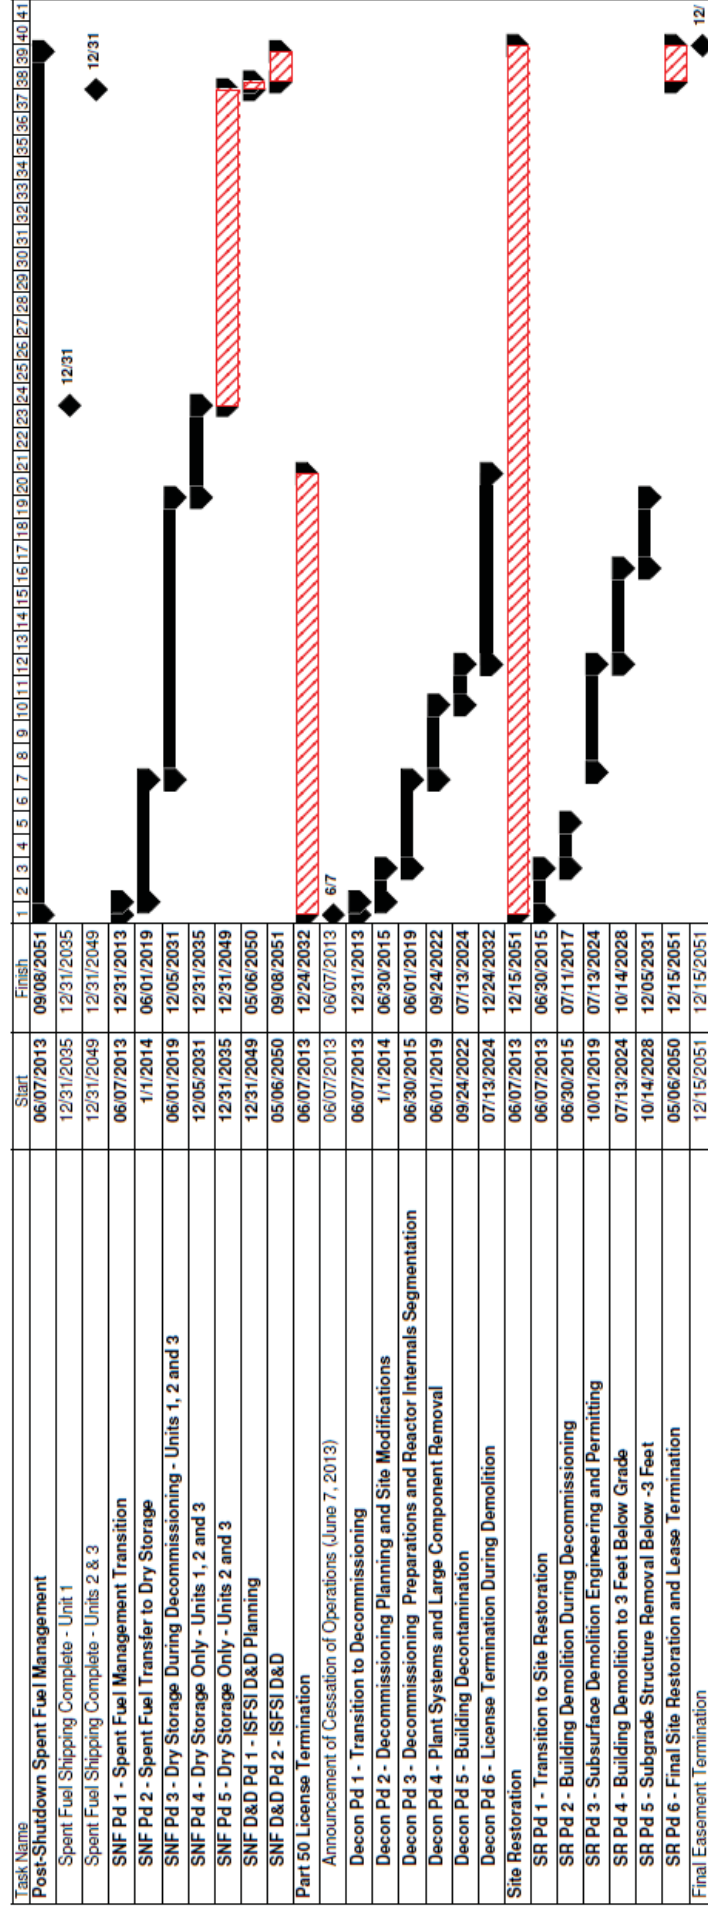 Task Name Start Finish 1 2 3 4 5 6 7 8 9 10 11 12 13 14 15 16 17 18 19 20 21 22 23 24 25 26 27 28 29 30 31 32 33 34 35 36 37 38 39 40 41
Post-Shutdown Spent Fuel Management 06/07/2013 09/08/2051
Spent Fuel Shipping Complete - Unit 1 12/31/2035 12/31/2035 12/31
Spent Fuel Shipping Complete - Units 2 & 3 12/31/2049 12/31/2049 12/31
SNF Pd 1 - Spent Fuel Management Transition 06/07/2013 12/31/2013
SNF Pd 2 - Spent Fuel Transfer to Dry Storage 1/1/2014 06/01/2019
SNF Pd 3 - Dry Storage During Decommissioning - Units 1, 2 and 3 06/01/2019 12/05/2031
SNF Pd 4 - Dry Storage Only - Units 1, 2 and 3 12/05/2031 12/31/2035
SNF Pd 5 - Dry Storage Only - Units 2 and 3 12/31/2035 12/31/2049
SNF D&D Pd 1 - ISFSI D&D Planning 12/31/2049 05/06/2050
SNF D&D Pd 2 - ISFSI D&D 05/06/2050 09/08/2051
Part 50 License Termination 06/07/2013 12/24/2032
Announcement of Cessation of Operations (June 7, 2013) 06/07/2013 06/07/2013 6/7
Decon Pd 1 - Transition to Decommissioning 06/07/2013 12/31/2013
Decon Pd 2 - Decommissioning Planning and Site Modifications 1/1/2014 06/30/2015
Decon Pd 3 - Decommissioning Preparations and Reactor Internals Segmentation 06/30/2015 06/01/2019
Decon Pd 4 - Plant Systems and Large Component Removal 06/01/2019 09/24/2022
Decon Pd 5 - Building Decontamination 09/24/2022 07/13/2024
Decon Pd 6 - License Termination During Demolition 07/13/2024 12/24/2032
Site Restoration 06/07/2013 12/15/2051
SR Pd 1 - Transition to Site Restoration 06/07/2013 06/30/2015
SR Pd 2 - Building Demolition During Decommissioning 06/30/2015 07/11/2017
SR Pd 3 - Subsurface Demolition Engineering and Permitting 10/01/2019 07/13/2024
SR Pd 4 - Building Demolition to 3 Feet Below Grade 07/13/2024 10/14/2028
SR Pd 5 - Subgrade Structure Removal Below -3 Feet 10/14/2028 12/05/2031
SR Pd 6 - Final Site Restoration and Lease Termination 05/06/2050 12/15/2051
Final Easement Termination 12/15/2051 12/15/2051 12/